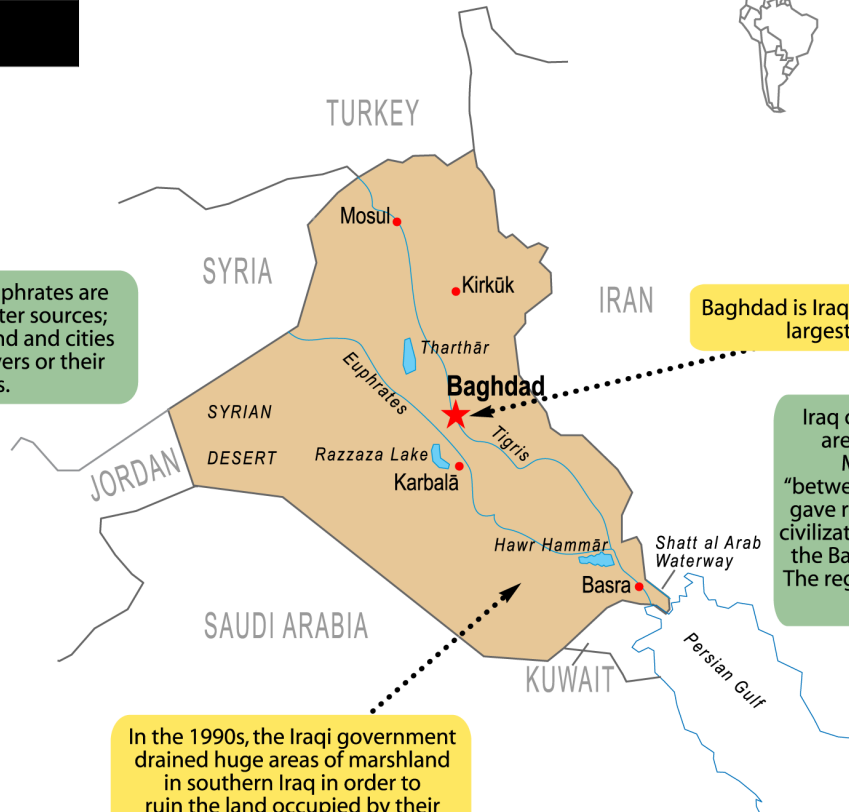 TURKEY
Mosul
SYRIA
Kirkūk
IRAN
phrates are
ter sources;
nd and cities
vers or their
s.
Baghdad is Iraq
largest
Tharthār
Euphrates
Baghdad
SYRIAN
DESERT
Tigris
Razzaza Lake
Karbalā
JORDAN
Iraq
are
M
“betwe
gave r
civilizat
the Ba
The reg
Hawr Hammār
Shatt al Arab
Waterway
Basra
SAUDI ARABIA
KUWAIT
Persian Gulf
In the 1990s, the Iraqi government
drained huge areas of marshland
in southern Iraq in order to
ruin the land occupied by their